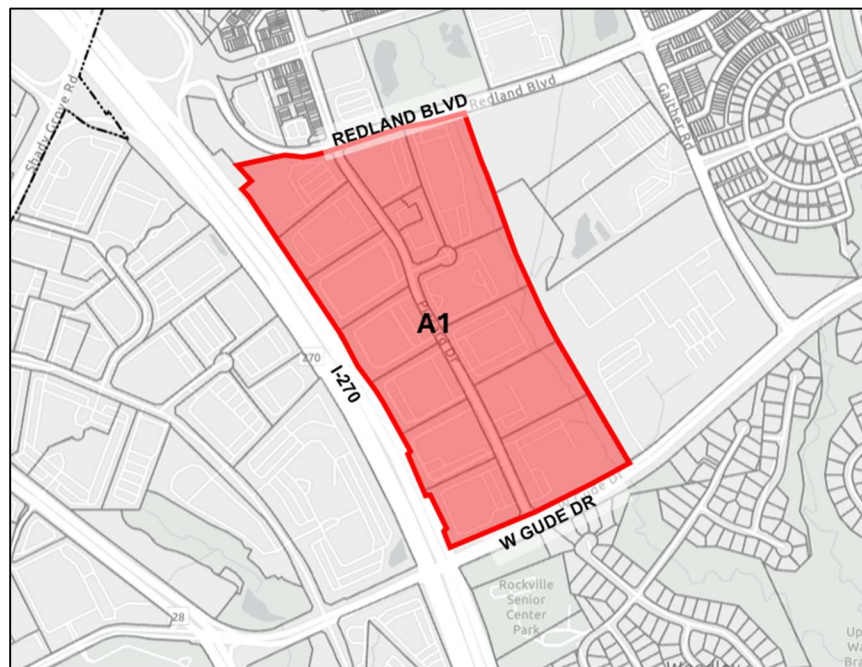 Shady Grove Rd
REDLAND BLVD
Redland Blvd
Gaither Rd
A1
270
I-270
W GUDE DR
28
Rockville
Senior
Center
Park